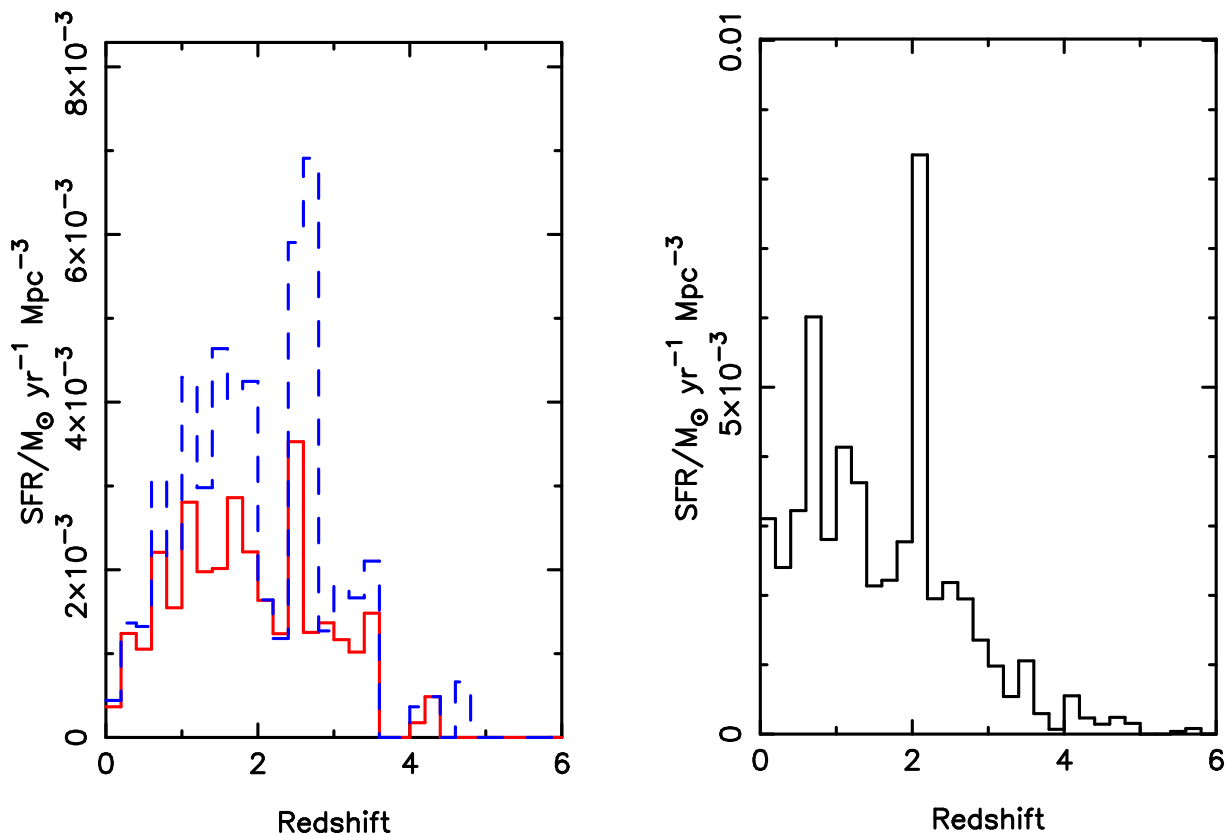 8×10⁻³
6×10⁻³
4×10⁻³
2×10⁻³
0
SFR/M⊙ yr⁻¹ Mpc⁻³
0 2 4 6
Redshift
0.01
5×10⁻³
0
SFR/M⊙ yr⁻¹ Mpc⁻³
0 2 4 6
Redshift